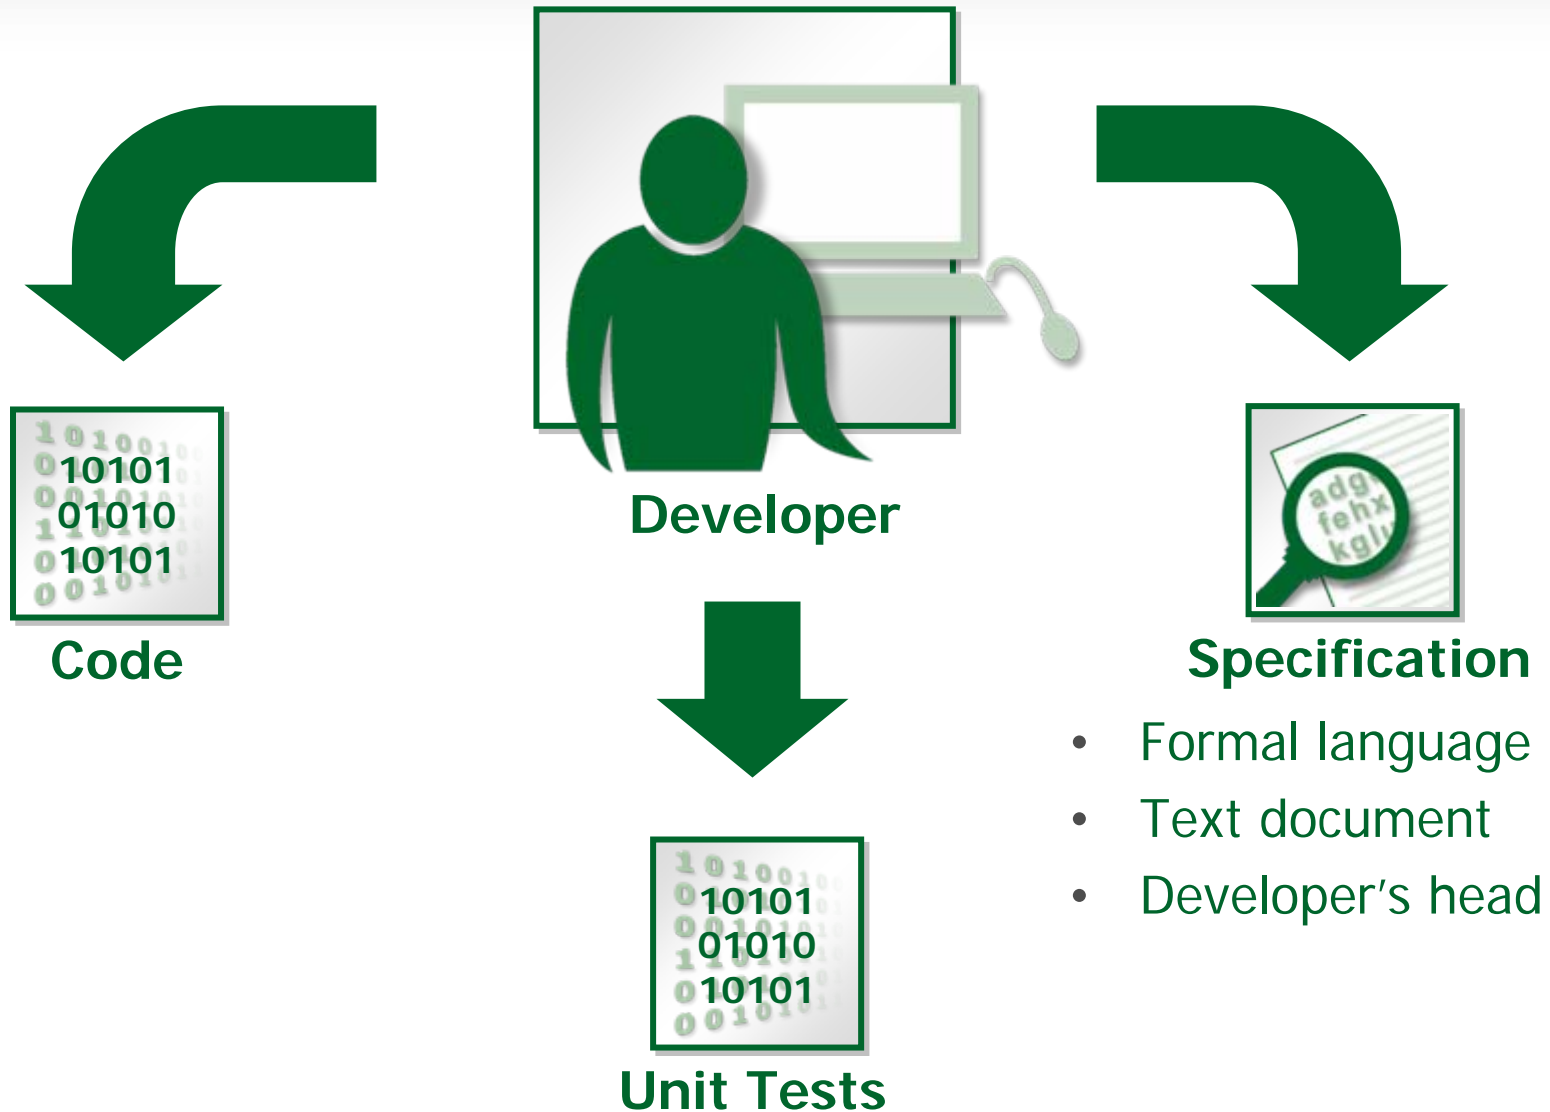 Developer
10101
01010
10101
Code
Specification
• Formal language
• Text document
• Developer's head
10101
01010
10101
Unit Tests